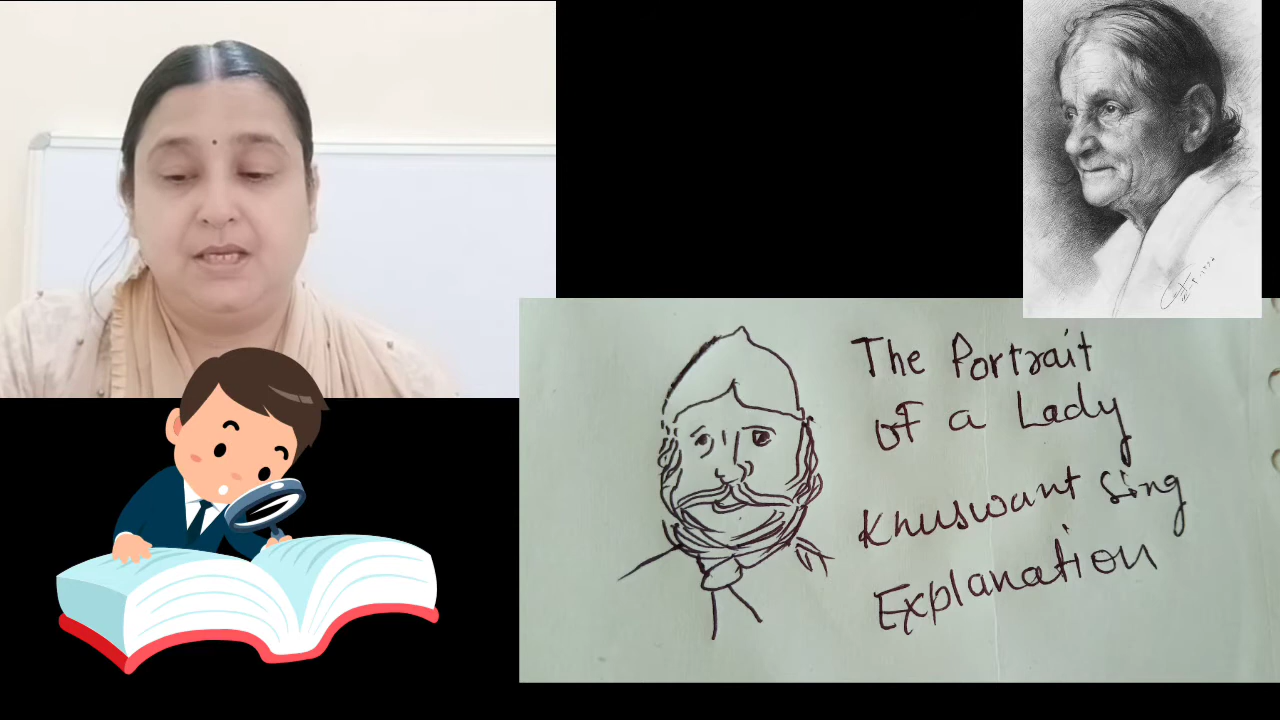 The Portrait
of a Lady
Khuswant Sing
Explanation